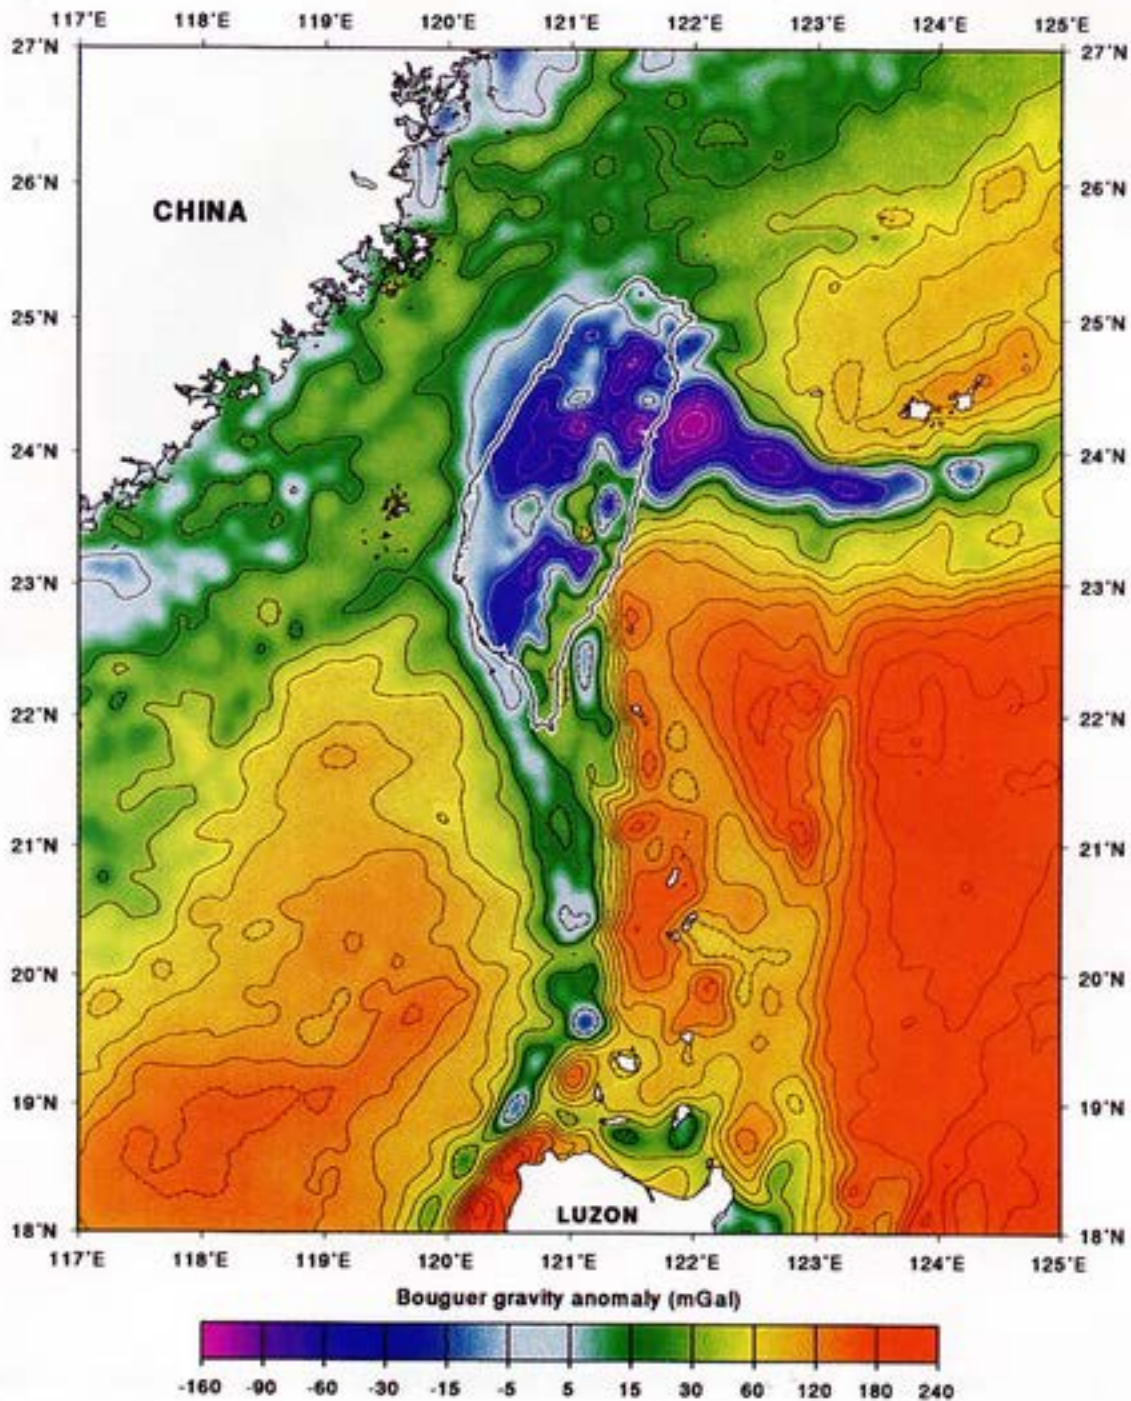 117°E 118°E 119°E 120°E 121°E 122°E 123°E 124°E 125°E
27°N 27°N
26°N 26°N
CHINA
25°N 25°N
24°N 24°N
23°N 23°N
22°N 22°N
21°N 21°N
20°N 20°N
19°N 19°N
LUZON
18°N 18°N
117°E 118°E 119°E 120°E 121°E 122°E 123°E 124°E 125°E
Bouguer gravity anomaly (mGal)
-160 -90 -60 -30 -15 -5 5 15 30 60 120 180 240